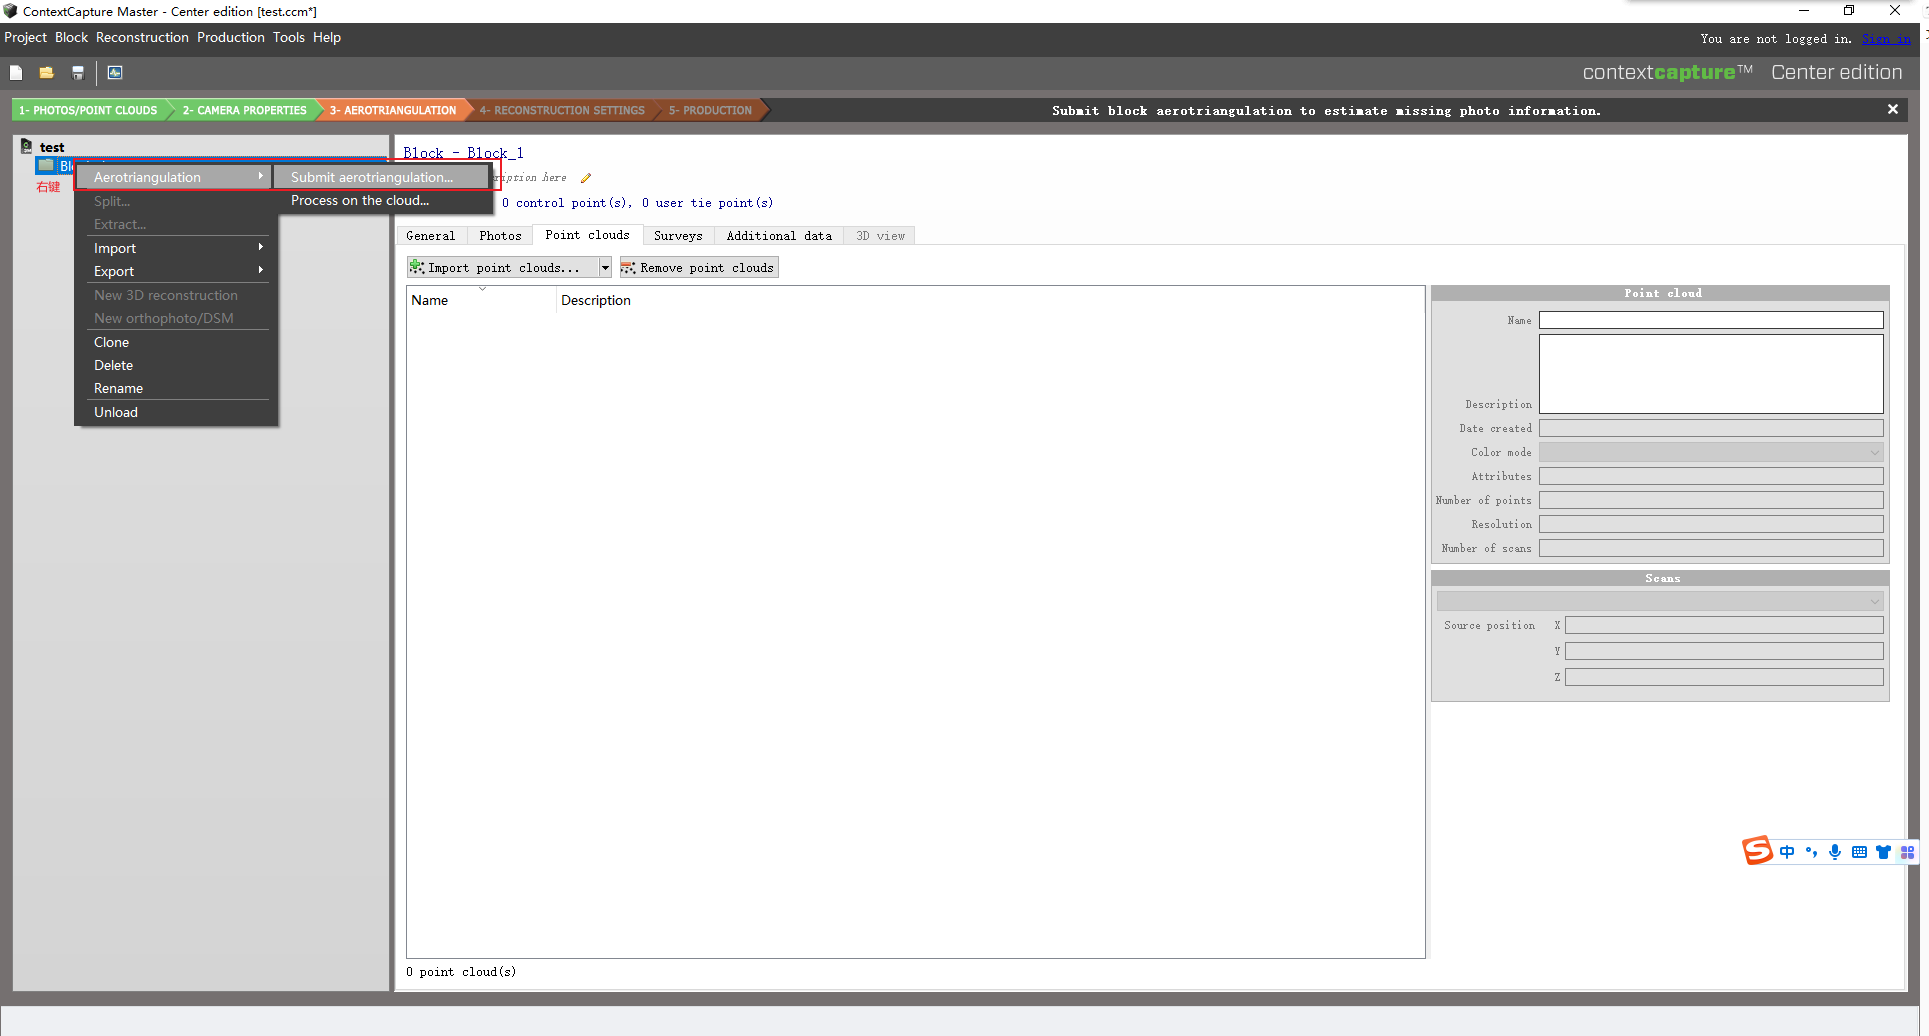 ContextCapture Master - Center edition [test.ccm*]
Project Block Reconstruction Production Tools Help
You are not logged in. Sign in
contextcapture™ Center edition
1- PHOTOS/POINT CLOUDS 2- CAMERA PROPERTIES 3- AEROTRIANGULATION 4- RECONSTRUCTION SETTINGS 5- PRODUCTION
Submit block aerotriangulation to estimate missing photo information.
test
右键
Aerotriangulation
Split...
Extract...
Import
Export
New 3D reconstruction
New orthophoto/DSM
Clone
Delete
Rename
Unload
Submit aerotriangulation...
Process on the cloud...
Block - Block_1
here
0 control point(s), 0 user tie point(s)
General Photos Point clouds Surveys Additional data 3D view
Import point clouds... Remove point clouds
Name Description
0 point cloud(s)
Point cloud
Name
Description
Date created
Color mode
Attributes
Number of points
Resolution
Number of scans
Scans
Source position X
Y
Z
S 中